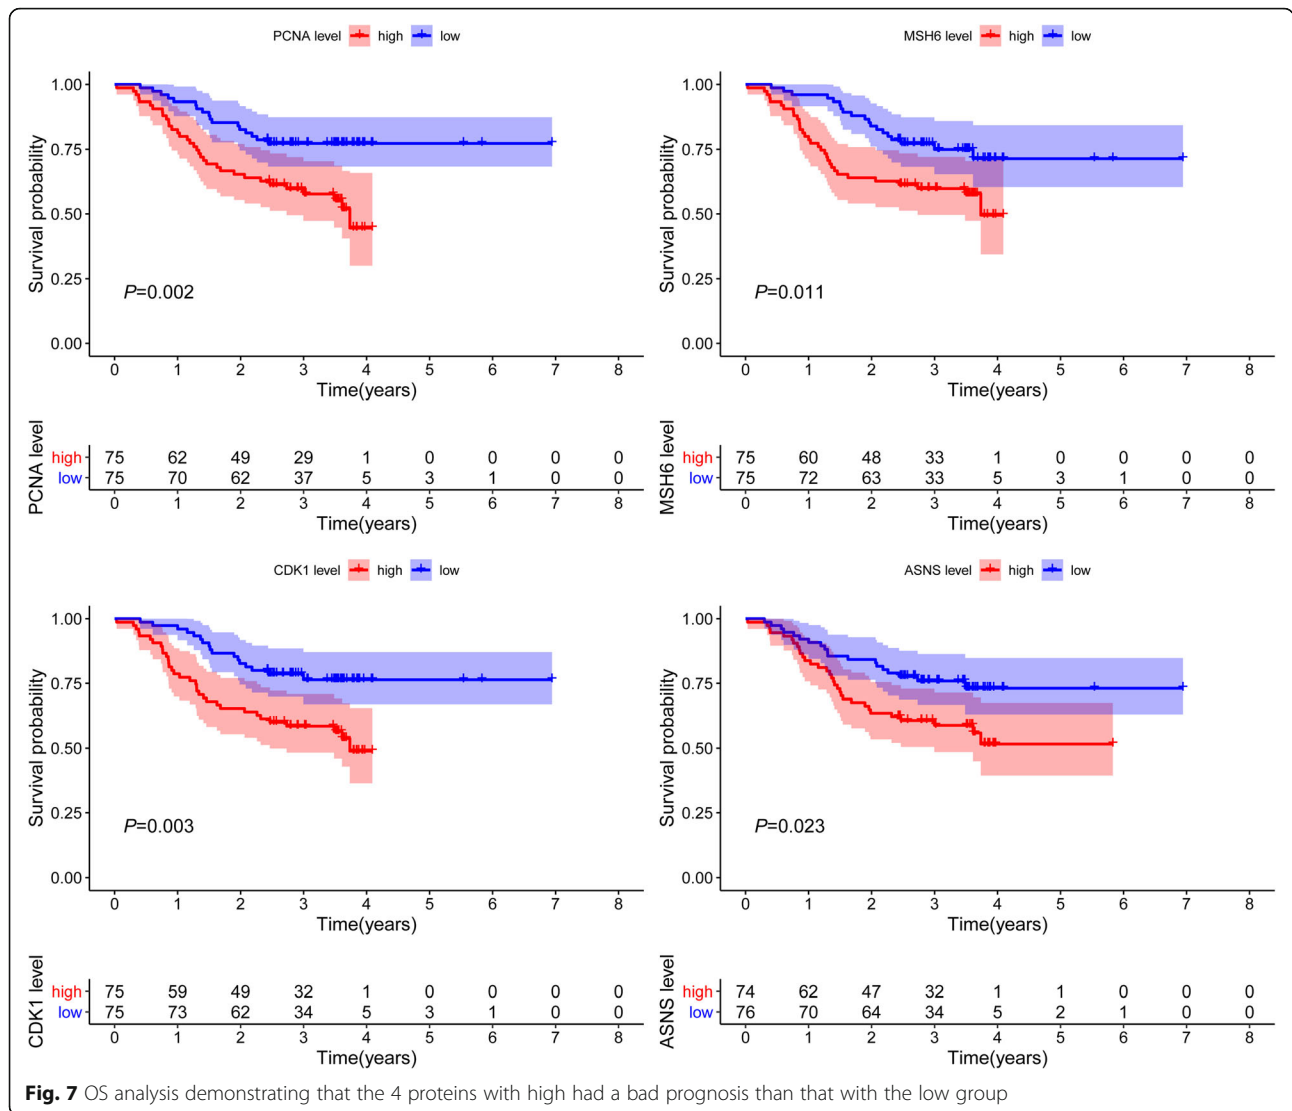 PCNA level high low
1.00
0.75
0.50
0.25
0.00
Survival probability
P=0.002
0 1 2 3 4 5 6 7 8
Time(years)
PCNA level
high 75 62 49 29 1 0 0 0 0
low 75 70 62 37 5 3 1 0 0
0 1 2 3 4 5 6 7 8
Time(years)
MSH6 level high low
1.00
0.75
0.50
0.25
0.00
Survival probability
P=0.011
0 1 2 3 4 5 6 7 8
Time(years)
MSH6 level
high 75 60 48 33 1 0 0 0 0
low 75 72 63 33 5 3 1 0 0
0 1 2 3 4 5 6 7 8
Time(years)
CDK1 level high low
1.00
0.75
0.50
0.25
0.00
Survival probability
P=0.003
0 1 2 3 4 5 6 7 8
Time(years)
CDK1 level
high 75 59 49 32 1 0 0 0 0
low 75 73 62 34 5 3 1 0 0
0 1 2 3 4 5 6 7 8
Time(years)
ASNS level high low
1.00
0.75
0.50
0.25
0.00
Survival probability
P=0.023
0 1 2 3 4 5 6 7 8
Time(years)
ASNS level
high 74 62 47 32 1 1 0 0 0
low 76 70 64 34 5 2 1 0 0
0 1 2 3 4 5 6 7 8
Time(years)
Fig. 7 OS analysis demonstrating that the 4 proteins with high had a bad prognosis than that with the low group